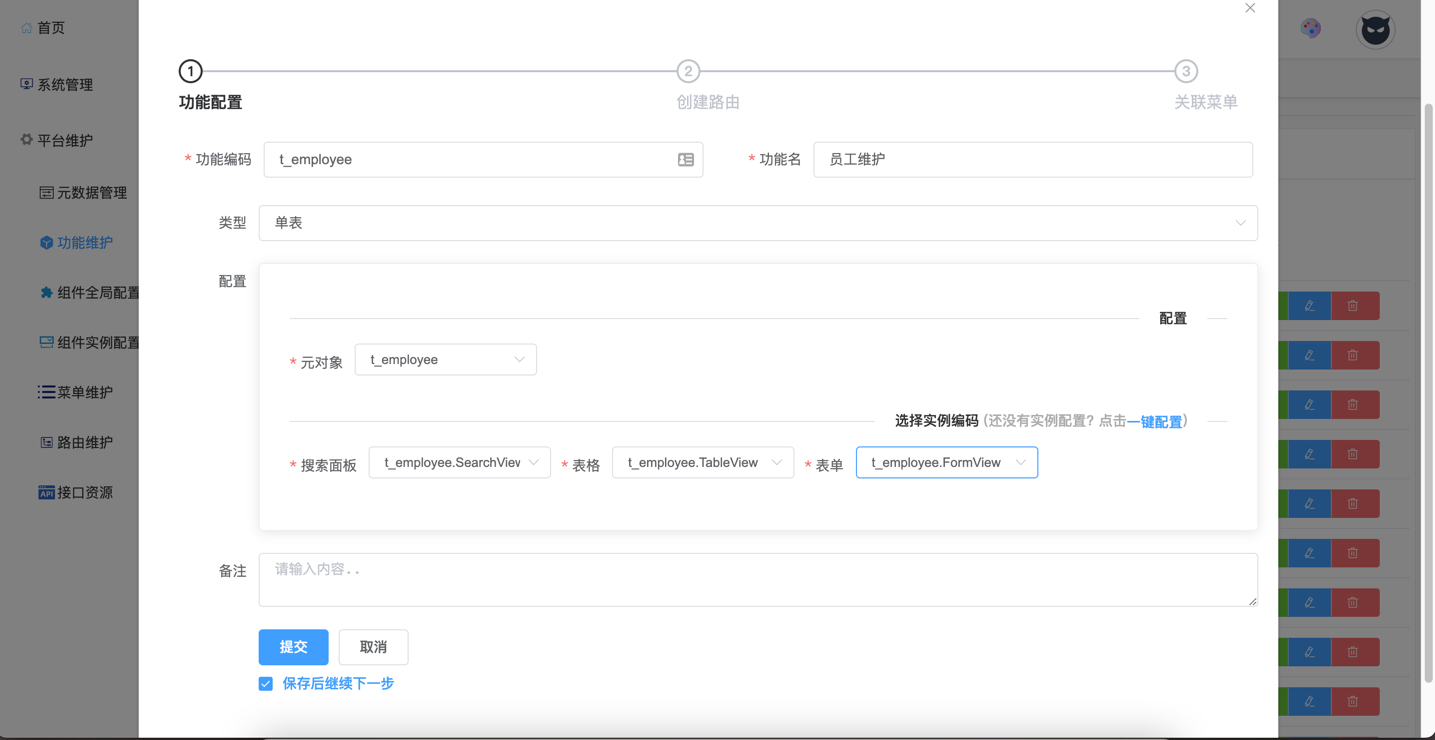 首页
系统管理
平台维护
元数据管理
功能维护
组件全局配置
组件实例配置
菜单维护
路由维护
API 接口资源
1 2 3
功能配置 创建路由 关联菜单
* 功能编码 t_employee * 功能名 员工维护
类型 单表
配置
配置
* 元对象 t_employee
选择实例编码 (还没有实例配置? 点击一键配置)
* 搜索面板 t_employee.SearchView * 表格 t_employee.TableView * 表单 t_employee.FormView
备注 请输入内容..
提交 取消
保存后继续下一步